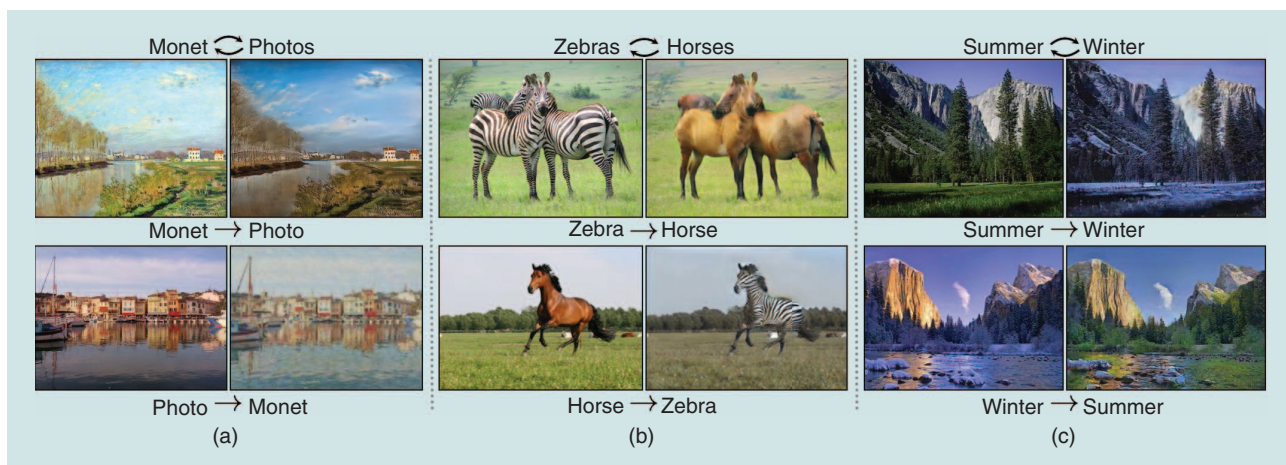 Monet Photos
Monet → Photo
Photo → Monet
(a)
Zebras Horses
Zebra → Horse
Horse → Zebra
(b)
Summer Winter
Summer → Winter
Winter → Summer
(c)